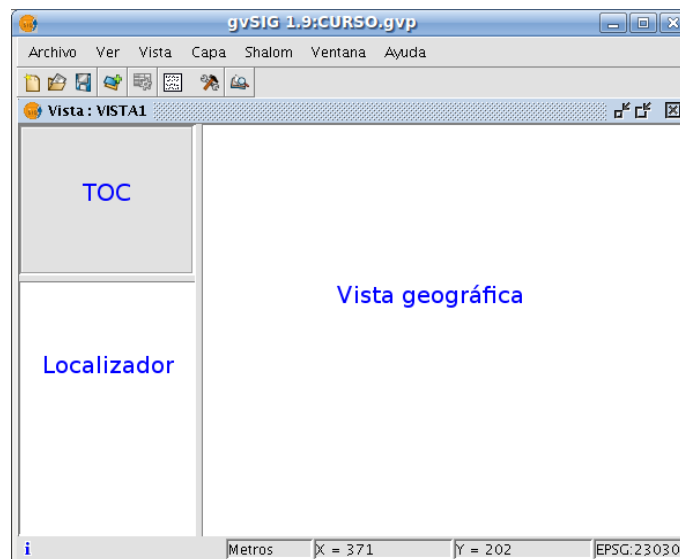 gvSIG 1.9:CURSO.gvp
Archivo Ver Vista Capa Shalom Ventana Ayuda
Vista : VISTA1
TOC
Vista geográfica
Localizador
Metros X = 371 Y = 202 EPSG:23030